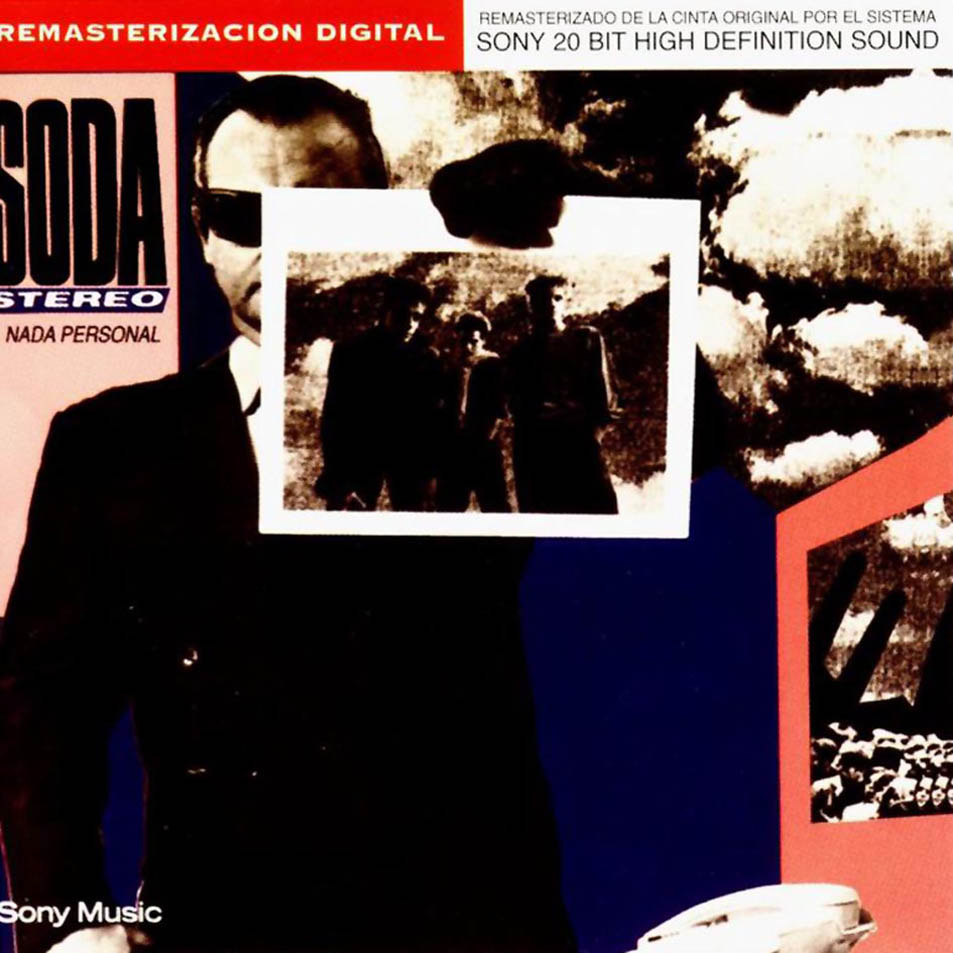 REMASTERIZACION DIGITAL
REMASTERIZADO DE LA CINTA ORIGINAL POR EL SISTEMA
SONY 20 BIT HIGH DEFINITION SOUND
SODA
STEREO
NADA PERSONAL
Sony Music